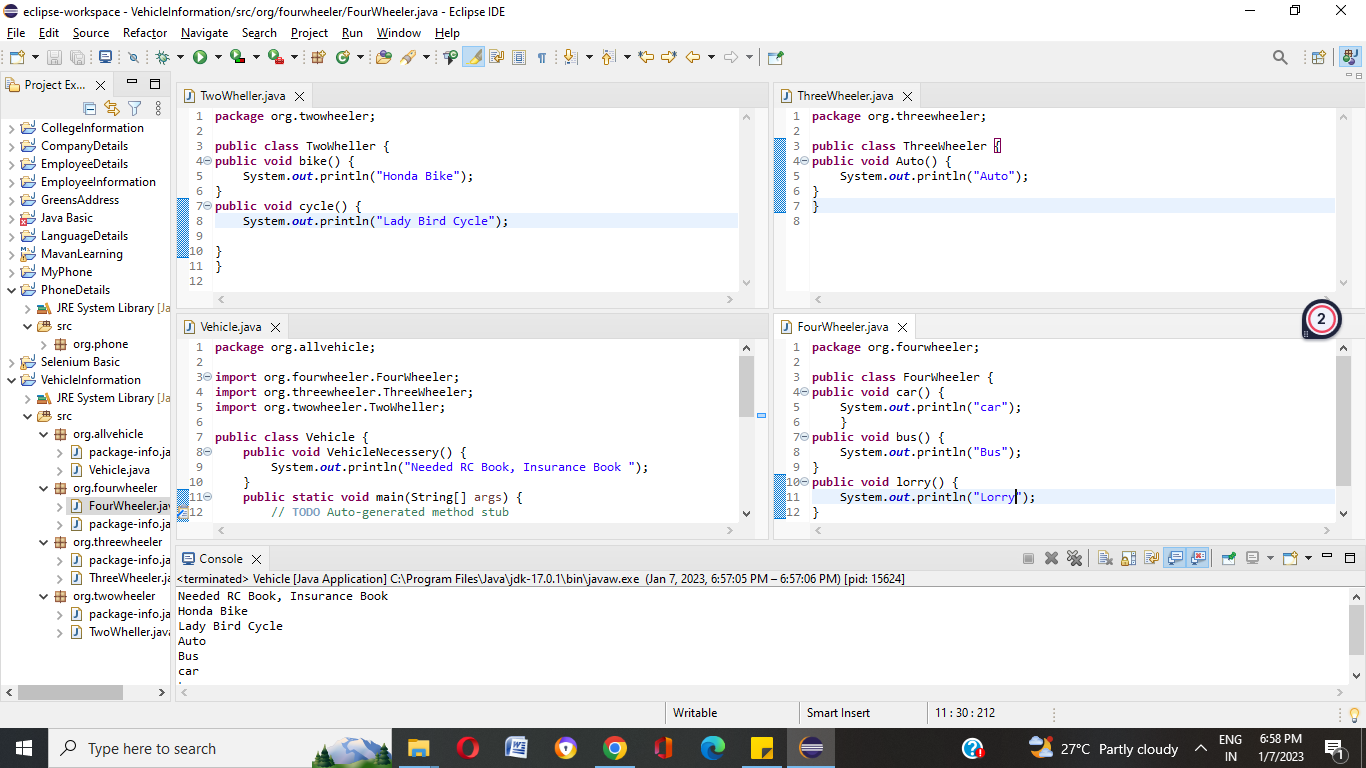 eclipse-workspace - VehicleInformation/src/org/fourwheeler/FourWheeler.java - Eclipse IDE
File Edit Source Refactor Navigate Search Project Run Window Help
Project Ex...
CollegeInformation
CompanyDetails
EmployeeDetails
EmployeeInformation
GreensAddress
Java Basic
LanguageDetails
MavanLearning
MyPhone
PhoneDetails
JRE System Library [Ja
src
org.phone
Selenium Basic
VehicleInformation
JRE System Library [Ja
src
org.allvehicle
package-info.ja
Vehicle.java
org.fourwheeler
FourWheeler.jav
package-info.ja
org.threewheeler
package-info.ja
ThreeWheeler.ja
org.twowheeler
package-info.ja
TwoWheller.java
TwoWheller.java
1 package org.twowheeler;
2
3 public class TwoWheller {
4 public void bike() {
5 System.out.println("Honda Bike");
6 }
7 public void cycle() {
8 System.out.println("Lady Bird Cycle");
9
10 }
11 }
12
ThreeWheeler.java
1 package org.threewheeler;
2
3 public class ThreeWheeler {
4 public void Auto() {
5 System.out.println("Auto");
6 }
7 }
8
Vehicle.java
1 package org.allvehicle;
2
3 import org.fourwheeler.FourWheeler;
4 import org.threewheeler.ThreeWheeler;
5 import org.twowheeler.TwoWheller;
6
7 public class Vehicle {
8 public void VehicleNecessery() {
9 System.out.println("Needed RC Book, Insurance Book ");
10 }
11 public static void main(String[] args) {
12 // TODO Auto-generated method stub
FourWheeler.java
1 package org.fourwheeler;
2
3 public class FourWheeler {
4 public void car() {
5 System.out.println("car");
6 }
7 public void bus() {
8 System.out.println("Bus");
9 }
10 public void lorry() {
11 System.out.println("Lorry");
12 }
2
Console
<terminated> Vehicle [Java Application] C:\Program Files\Java\jdk-17.0.1\bin\javaw.exe (Jan 7, 2023, 6:57:05 PM – 6:57:06 PM) [pid: 15624]
Needed RC Book, Insurance Book
Honda Bike
Lady Bird Cycle
Auto
Bus
car
Writable
Smart Insert
11 : 30 : 212
Type here to search
27°C Partly cloudy
ENG
IN
6:58 PM
1/7/2023
1